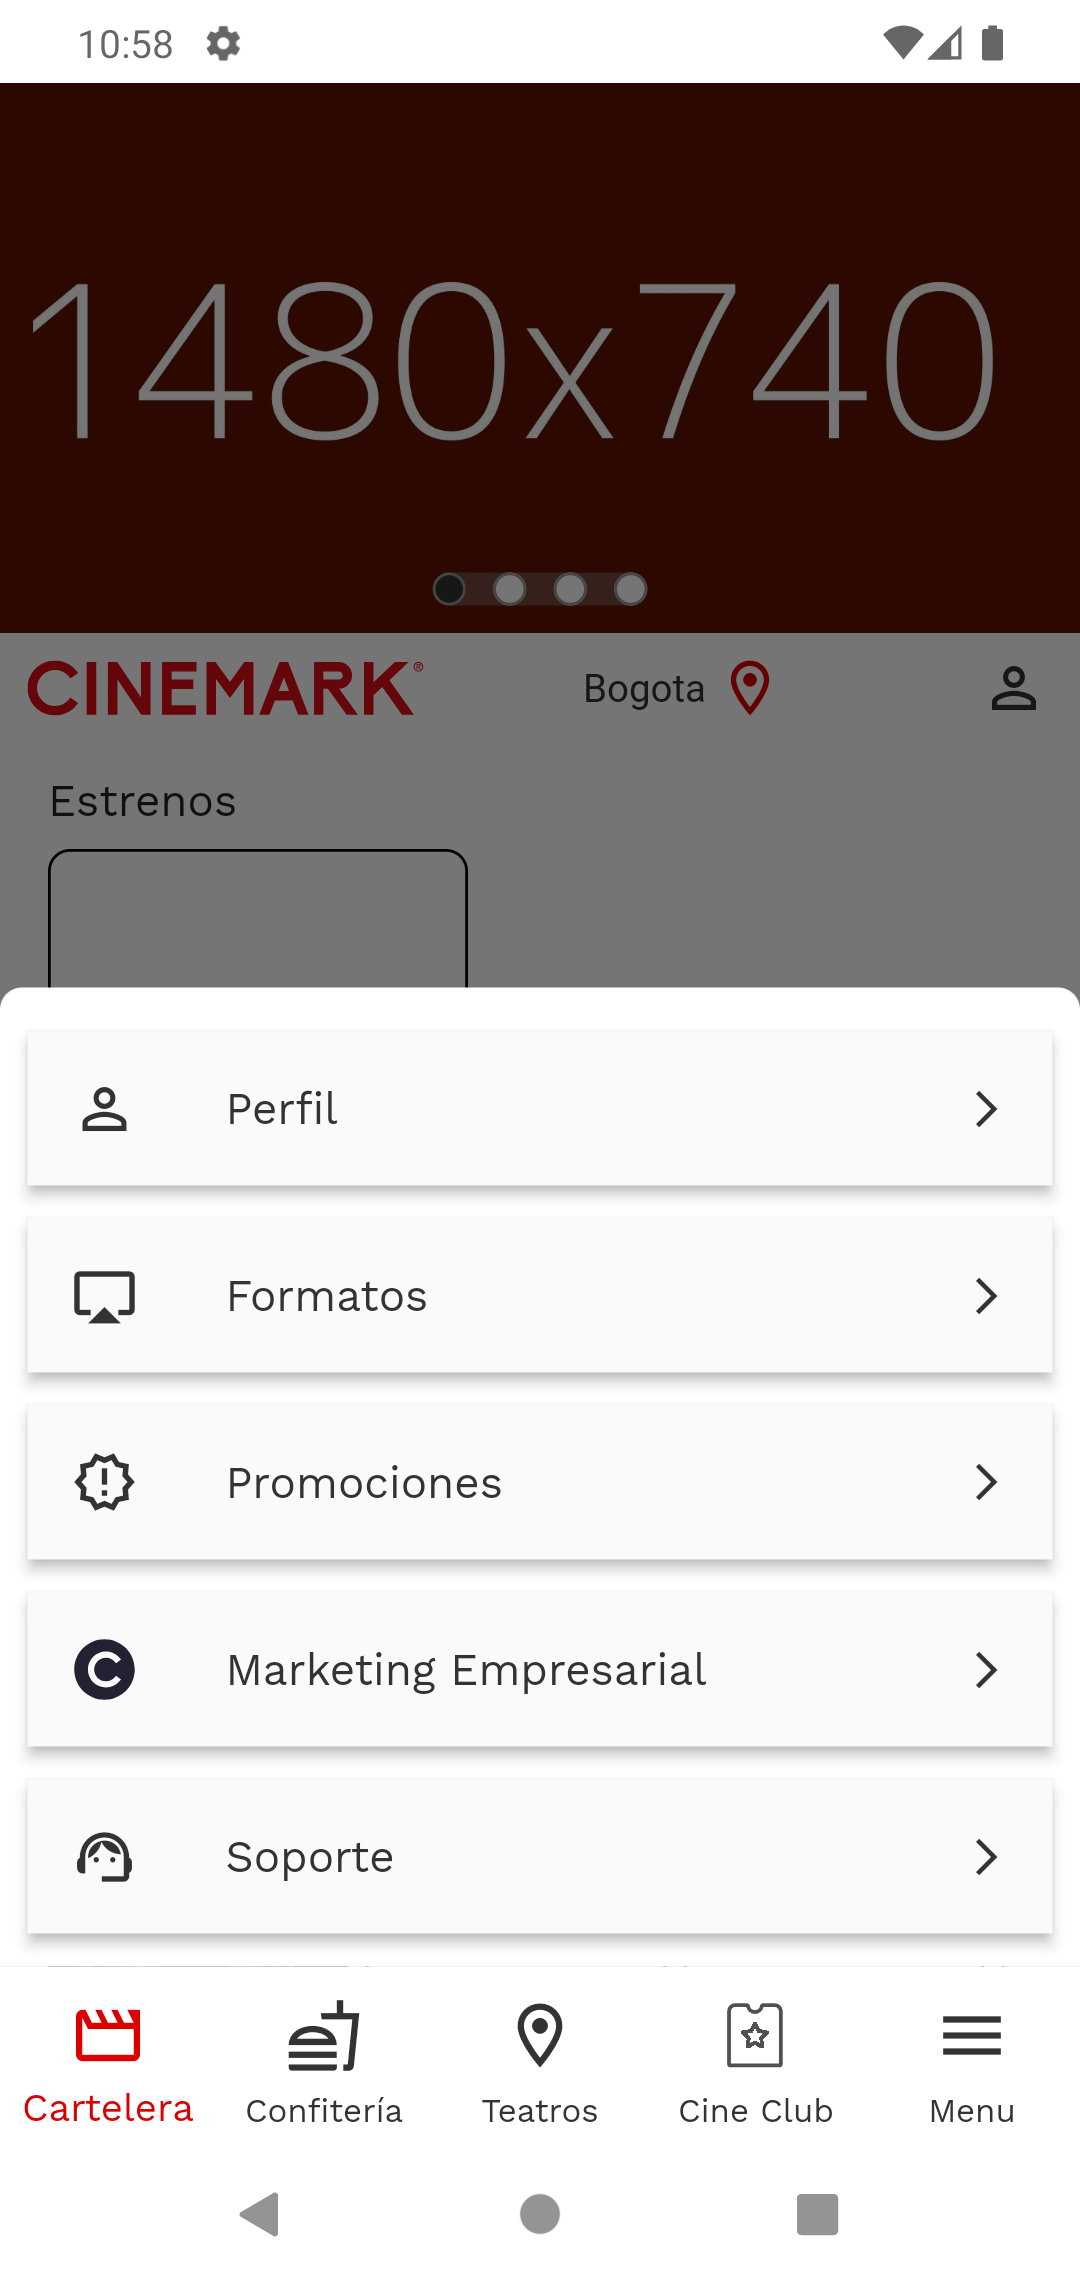 10:58
1480x740
CINEMARK®
Bogota
Estrenos
Perfil
Formatos
Promociones
Marketing Empresarial
Soporte
Cartelera
Confitería
Teatros
Cine Club
Menu